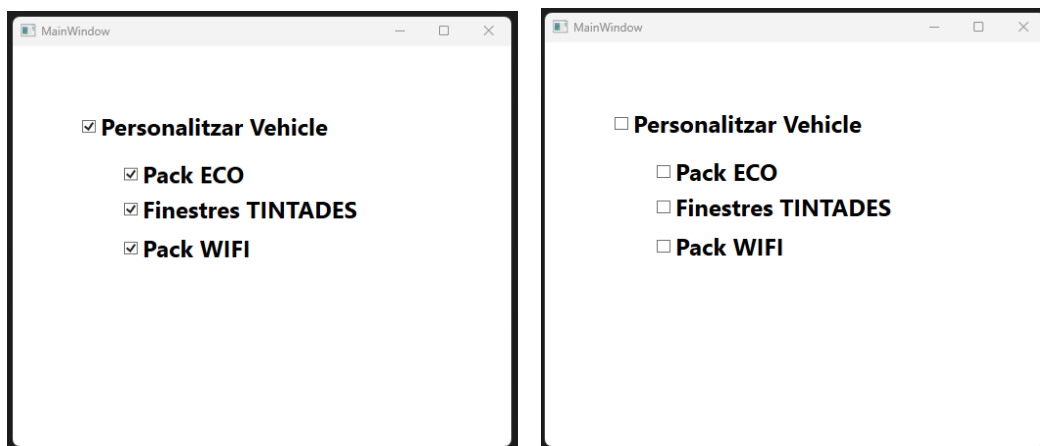 MainWindow
Personalitzar Vehicle
Pack ECO
Finestres TINTADES
Pack WIFI
MainWindow
Personalitzar Vehicle
Pack ECO
Finestres TINTADES
Pack WIFI